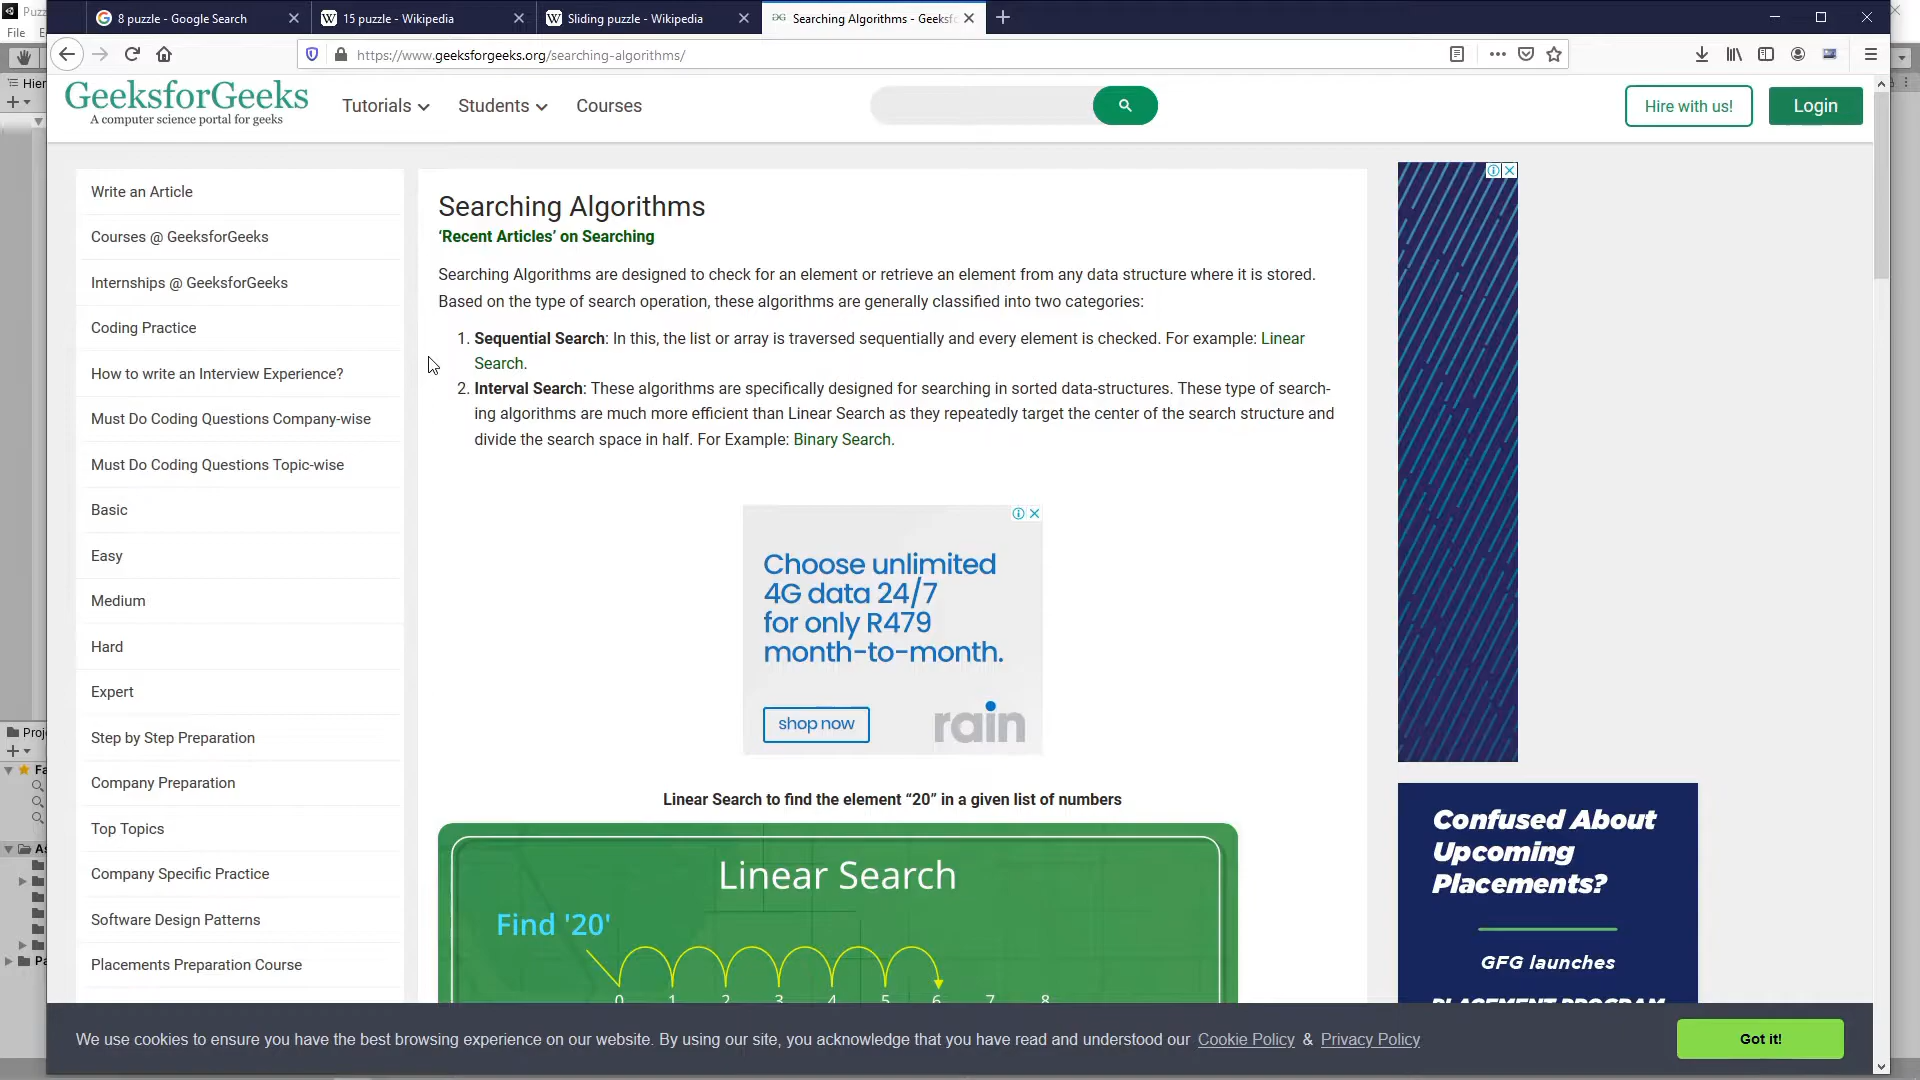 8 puzzle - Google Search
15 puzzle - Wikipedia
Sliding puzzle - Wikipedia
Searching Algorithms - Geeksfo
File
https://www.geeksforgeeks.org/searching-algorithms/
Hier
GeeksforGeeks
A computer science portal for geeks
Tutorials
Students
Courses
Hire with us!
Login
Write an Article
Courses @ GeeksforGeeks
Internships @ GeeksforGeeks
Coding Practice
How to write an Interview Experience?
Must Do Coding Questions Company-wise
Must Do Coding Questions Topic-wise
Basic
Easy
Medium
Hard
Expert
Step by Step Preparation
Company Preparation
Top Topics
Company Specific Practice
Software Design Patterns
Placements Preparation Course
Searching Algorithms
‘Recent Articles’ on Searching
Searching Algorithms are designed to check for an element or retrieve an element from any data structure where it is stored.
Based on the type of search operation, these algorithms are generally classified into two categories:
1. Sequential Search: In this, the list or array is traversed sequentially and every element is checked. For example: Linear
Search.
2. Interval Search: These algorithms are specifically designed for searching in sorted data-structures. These type of search-
ing algorithms are much more efficient than Linear Search as they repeatedly target the center of the search structure and
divide the search space in half. For Example: Binary Search.
Choose unlimited
4G data 24/7
for only R479
month-to-month.
shop now
rain
Linear Search to find the element “20” in a given list of numbers
Linear Search
Find '20'
0 1 2 3 4 5 6 7 8
Confused About
Upcoming
Placements?
GFG launches
PLACEMENT PROGRAM
We use cookies to ensure you have the best browsing experience on our website. By using our site, you acknowledge that you have read and understood our Cookie Policy & Privacy Policy
Got it!